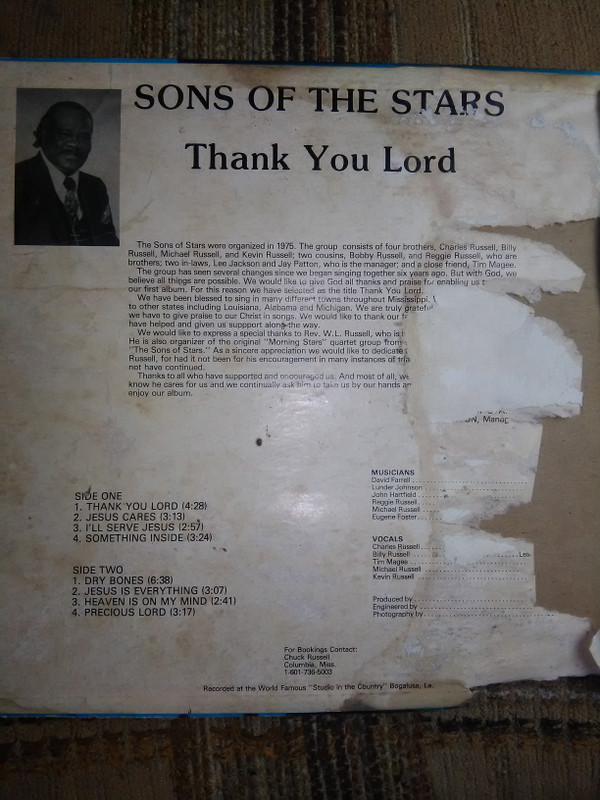 SONS OF THE STARS
Thank You Lord
The Sons of Stars were organized in 1975. The group consists of four brothers, Charles Russell, Billy
Russell, Michael Russell, and Kevin Russell; two cousins, Bobby Russell, and Reggie Russell, who are
brothers; two in-laws, Lee Jackson and Jay Patton, who is the manager; and a close friend, Tim Magee.
The group has seen several changes since we began singing together six years ago. But with God, we
believe all things are possible. We would like to give God all thanks and praise for enabling us t
our first album. For this reason we have selected as the title Thank You Lord.
We have been blessed to sing in many different towns throughout Mississippi.
to other states including Louisiana, Alabama and Michigan. We are truly grateful
we have to give praise to our Christ in songs. We would like to thank our fr
have helped and given us suppport along the way.
We would like to express a special thanks to Rev. W.L. Russell, who is
He is also organizer of the original "Morning Stars" quartet group from
"The Sons of Stars." As a sincere appreciation we would like to dedicate
Russell, for had it not been for his encouragement in many instances of
not have continued.
Thanks to all who have supported and encouraged us. And most of all, we
know he cares for us and we continually ask him to take us by our hands
enjoy our album.
ON, Manag
SIDE ONE
1. THANK YOU LORD (4:28)
2. JESUS CARES (3:13)
3. I'LL SERVE JESUS (2:57)
4. SOMETHING INSIDE (3:24)
SIDE TWO
1. DRY BONES (6:38)
2. JESUS IS EVERYTHING (3:07)
3. HEAVEN IS ON MY MIND (2:41)
4. PRECIOUS LORD (3:17)
MUSICIANS
David Farrell
Lunder Johnson
John Hartfield
Reggie Russell
Michael Russell
Eugene Foster
VOCALS
Charles Russell
Billy Russell Lea
Tim Magee
Michael Russell
Kevin Russell
Produced by
Engineered by
Photography by
For Bookings Contact:
Chuck Russell
Columbia, Miss.
1-601-736-5003
Recorded at the World Famous "Studio in the Country" Bogalusa, La.